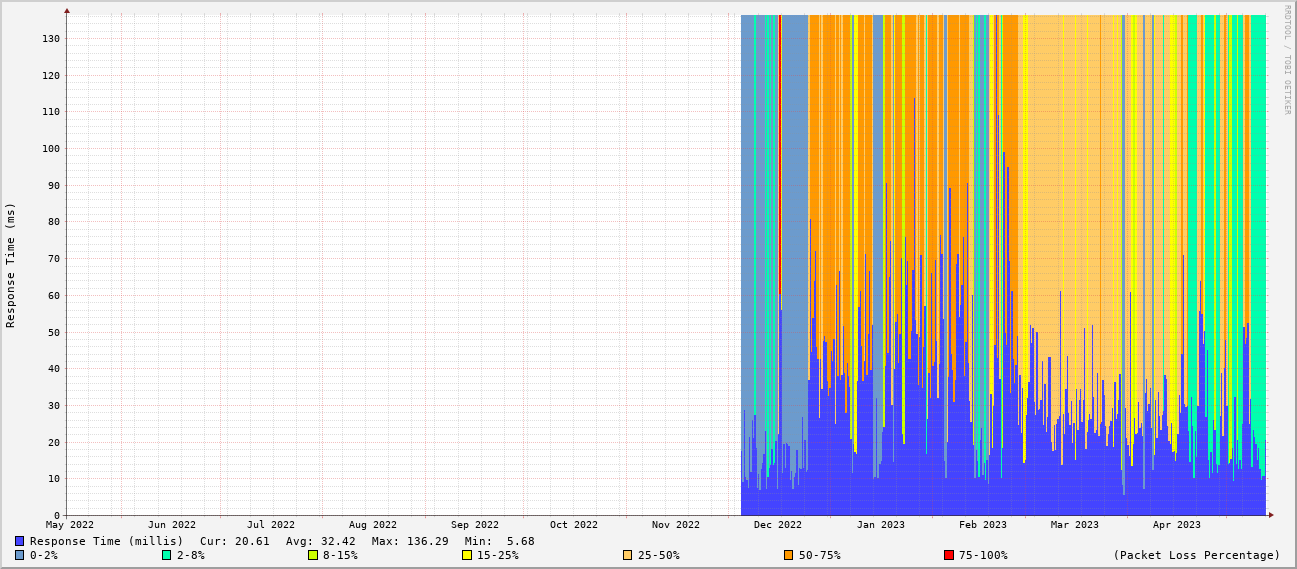 RRDTOOL / TOBI OETIKER
Response Time (ms)
130
120
110
100
90
80
70
60
50
40
30
20
10
0
May 2022 Jun 2022 Jul 2022 Aug 2022 Sep 2022 Oct 2022 Nov 2022 Dec 2022 Jan 2023 Feb 2023 Mar 2023 Apr 2023
Response Time (millis) Cur: 20.61 Avg: 32.42 Max: 136.29 Min: 5.68
0-2% 2-8% 8-15% 15-25% 25-50% 50-75% 75-100% (Packet Loss Percentage)